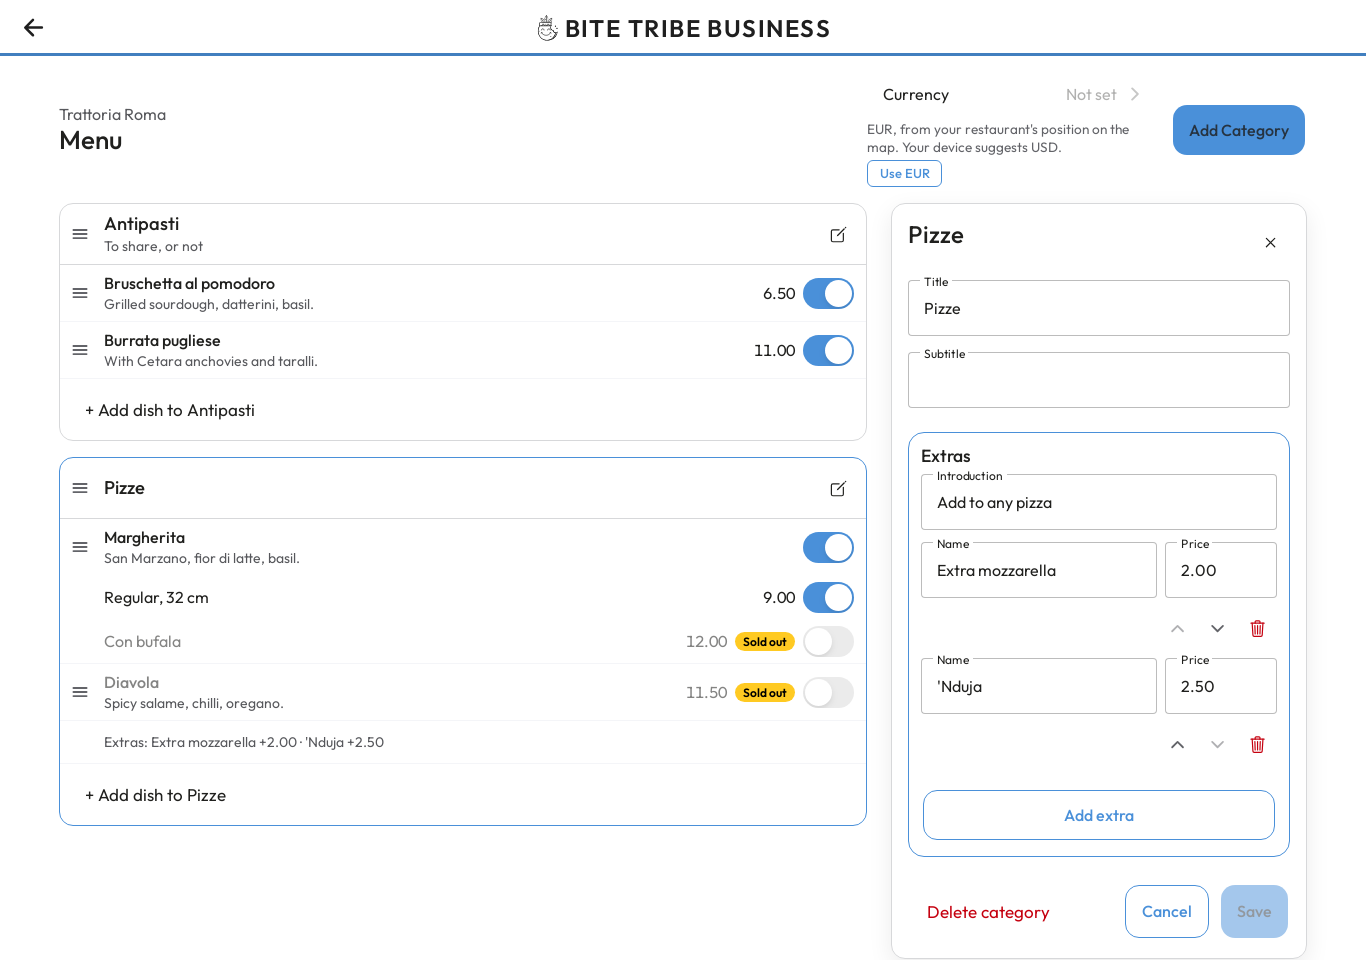 BITE TRIBE BUSINESS
Trattoria Roma
Menu
Currency
Not set
EUR, from your restaurant's position on the
map. Your device suggests USD.
Use EUR
Add Category
Antipasti
To share, or not
Bruschetta al pomodoro
Grilled sourdough, datterini, basil.
6.50
Burrata pugliese
With Cetara anchovies and taralli.
11.00
+ Add dish to Antipasti
Pizze
Margherita
San Marzano, fior di latte, basil.
Regular, 32 cm
9.00
Con bufala
12.00
Sold out
Diavola
Spicy salame, chilli, oregano.
11.50
Sold out
Extras: Extra mozzarella +2.00 · 'Nduja +2.50
+ Add dish to Pizze
Pizze
Title
Pizze
Subtitle
Extras
Introduction
Add to any pizza
Name
Extra mozzarella
Price
2.00
Name
'Nduja
Price
2.50
Add extra
Delete category
Cancel
Save